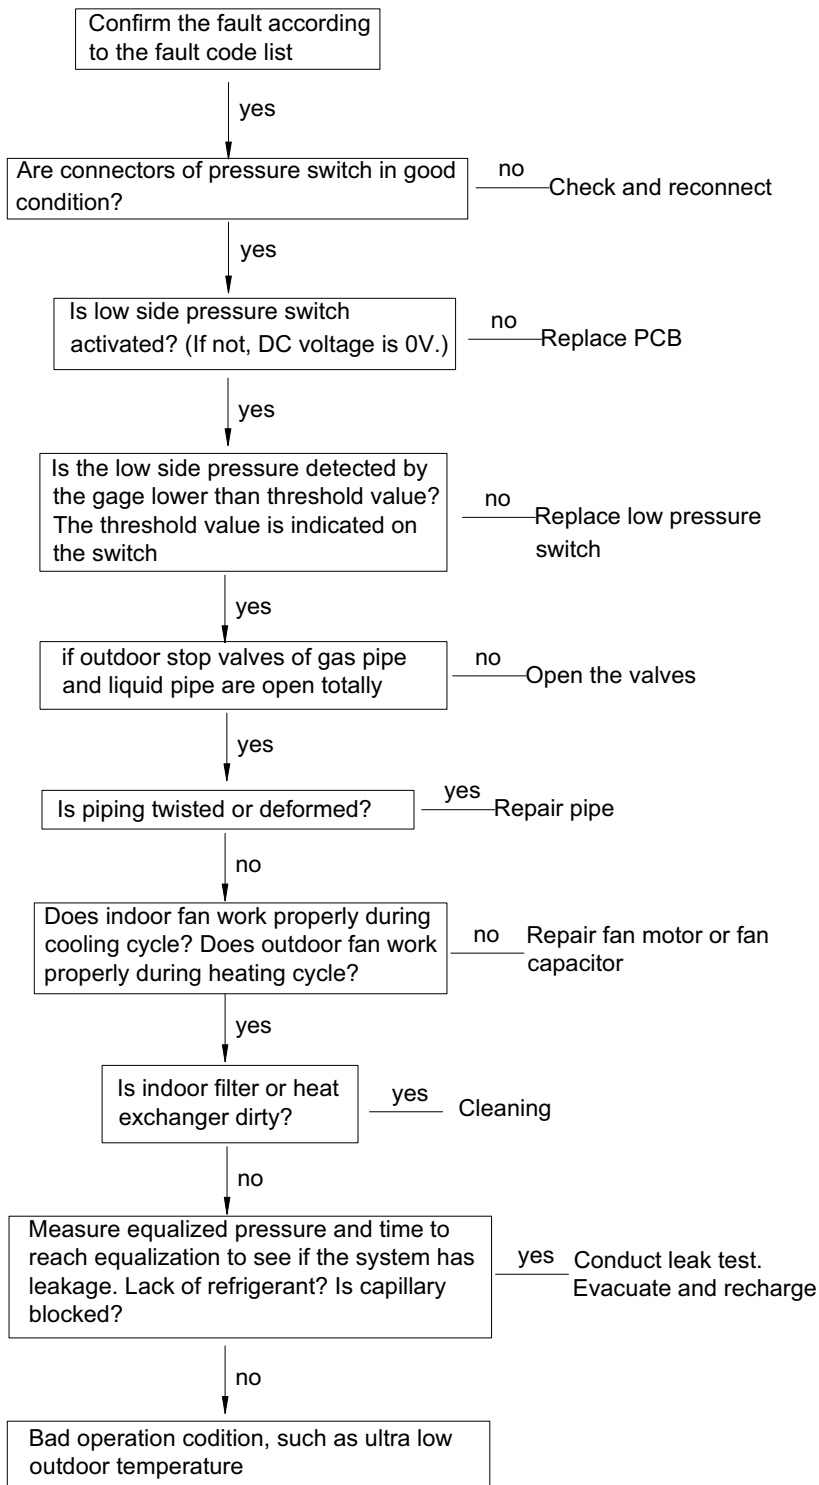 Confirm the fault according
to the fault code list
yes
Are connectors of pressure switch in good
condition?
no
Check and reconnect
yes
Is low side pressure switch
activated? (If not, DC voltage is 0V.)
no
Replace PCB
yes
Is the low side pressure detected by
the gage lower than threshold value?
The threshold value is indicated on
the switch
no
Replace low pressure
switch
yes
if outdoor stop valves of gas pipe
and liquid pipe are open totally
no
Open the valves
yes
Is piping twisted or deformed?
yes
Repair pipe
no
Does indoor fan work properly during
cooling cycle? Does outdoor fan work
properly during heating cycle?
no
Repair fan motor or fan
capacitor
yes
Is indoor filter or heat
exchanger dirty?
yes
Cleaning
no
Measure equalized pressure and time to
reach equalization to see if the system has
leakage. Lack of refrigerant? Is capillary
blocked?
yes
Conduct leak test.
Evacuate and recharge
no
Bad operation codition, such as ultra low
outdoor temperature